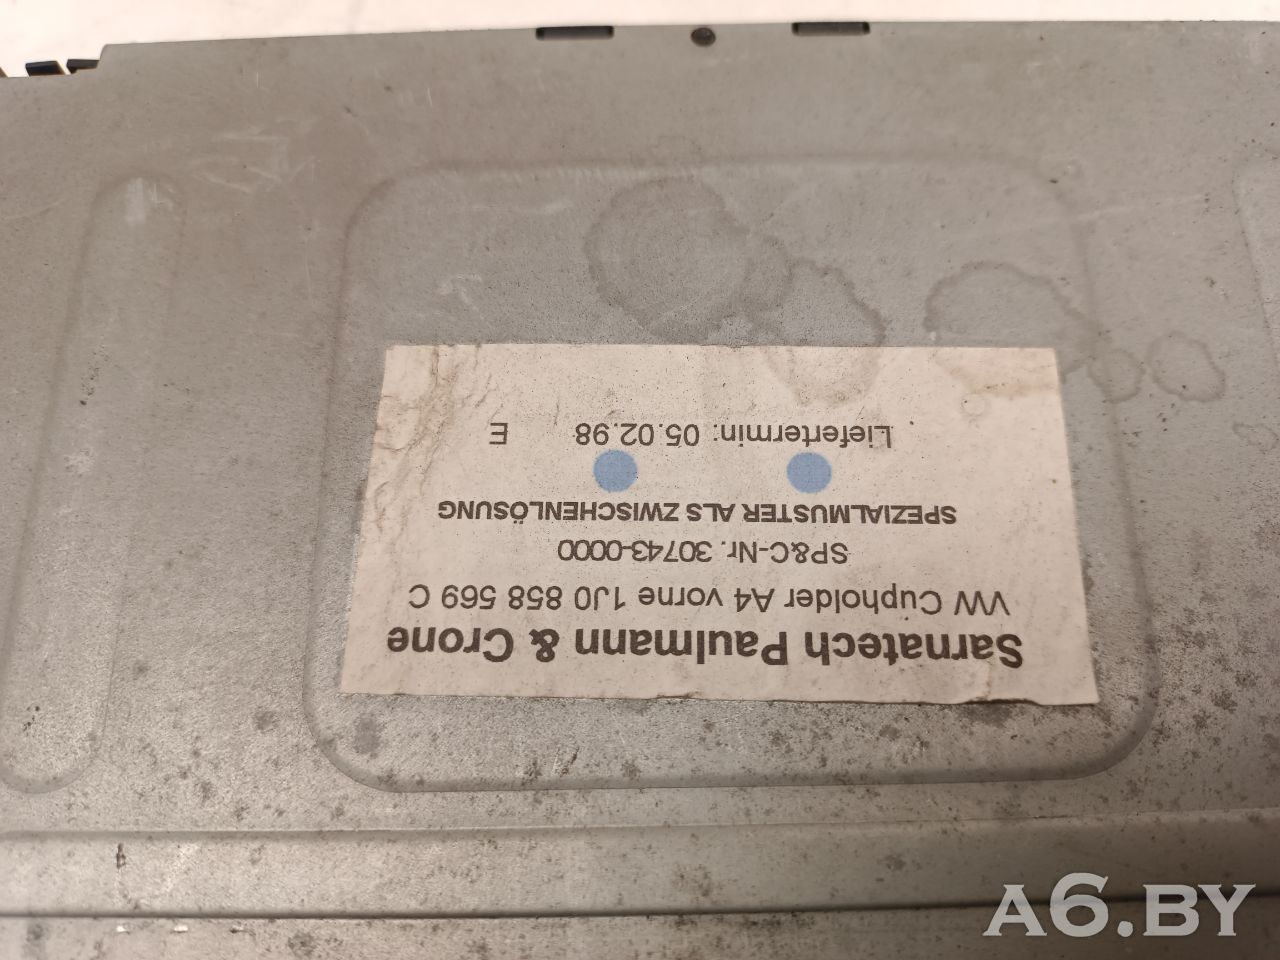 Sarnatech Paulmann & Crone
VW Cupholder A4 vorne 1J0 858 569 C
SP&C-Nr. 30743-0000
SPEZIALMUSTER ALS ZWISCHENLÖSUNG
Liefertermin: 05.02.98 E
A6.BY